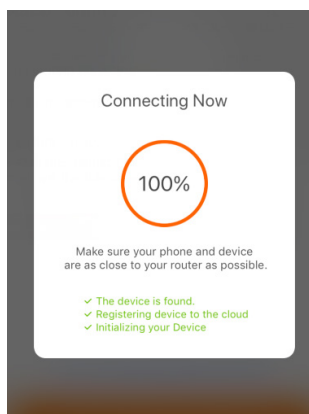 Connecting Now
100%
Make sure your phone and device
are as close to your router as possible.
✓ The device is found.
✓ Registering device to the cloud
✓ Initializing your Device